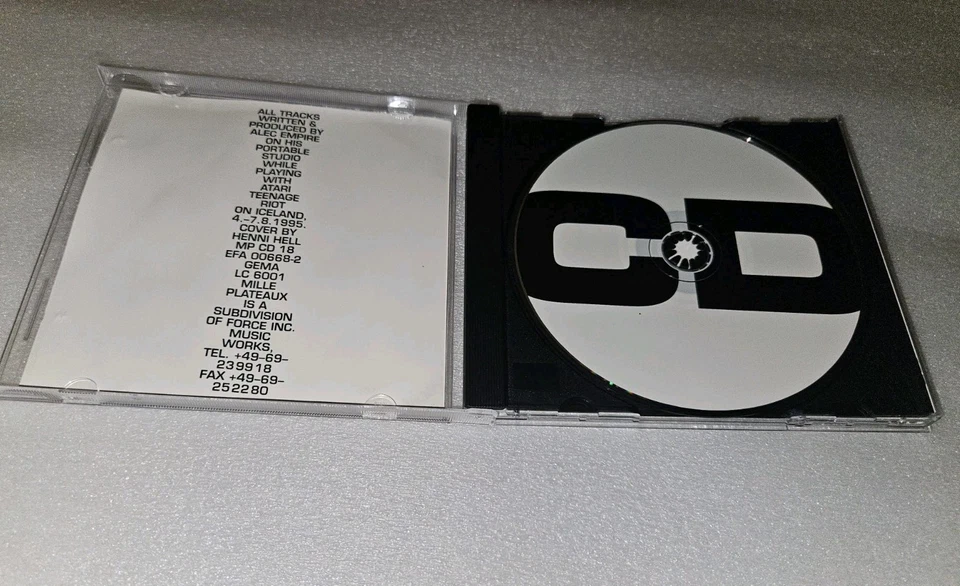 ALL TRACKS
WRITTEN &
PRODUCED BY
ALEC EMPIRE
ON HIS
PORTABLE
STUDIO
WHILE
PLAYING
WITH
ATARI
TEENAGE
RIOT
ON ICELAND,
4.–7.8.1995.
COVER BY
HENNI HELL
MP CD 18
EFA 00668-2
GEMA
LC 6001
MILLE
PLATEAUX
IS A
SUBDIVISION
OF FORCE INC.
MUSIC
WORKS,
TEL. +49–69–
239918
FAX +49–69–
252280
CD